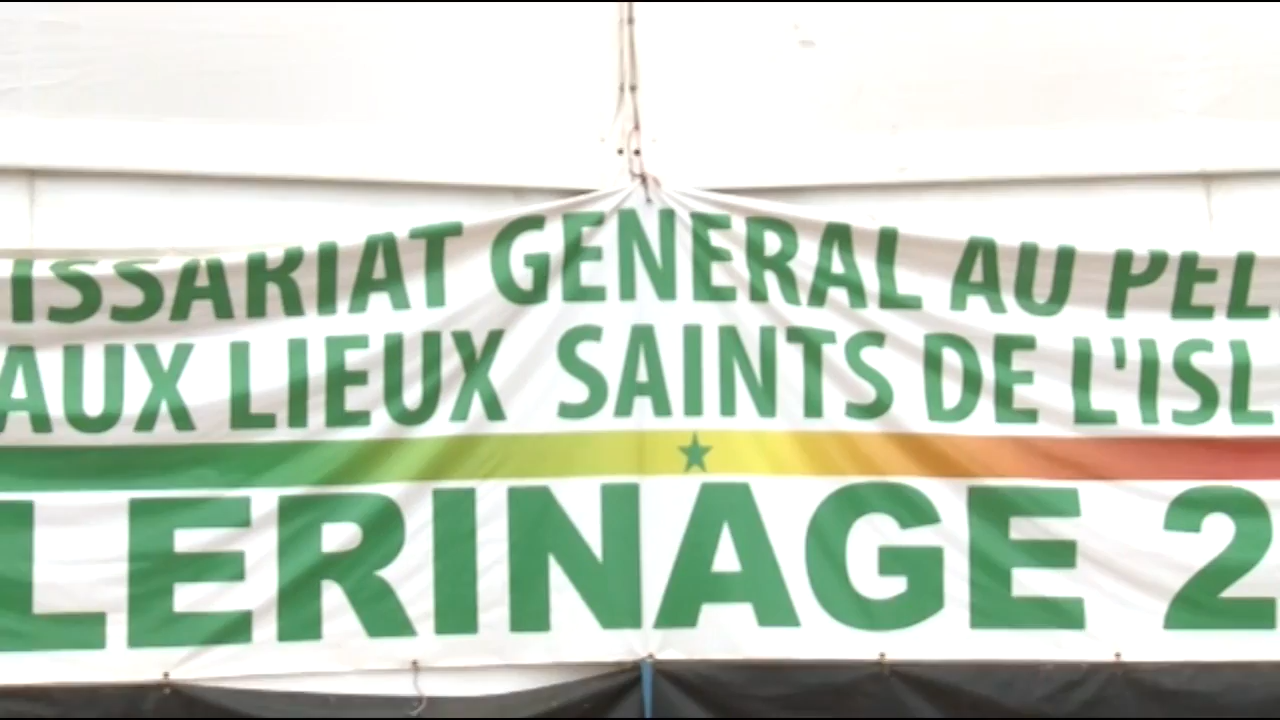 ISSARIAT GENERAL AU PEL
AUX LIEUX SAINTS DE L'ISL
LERINAGE 2